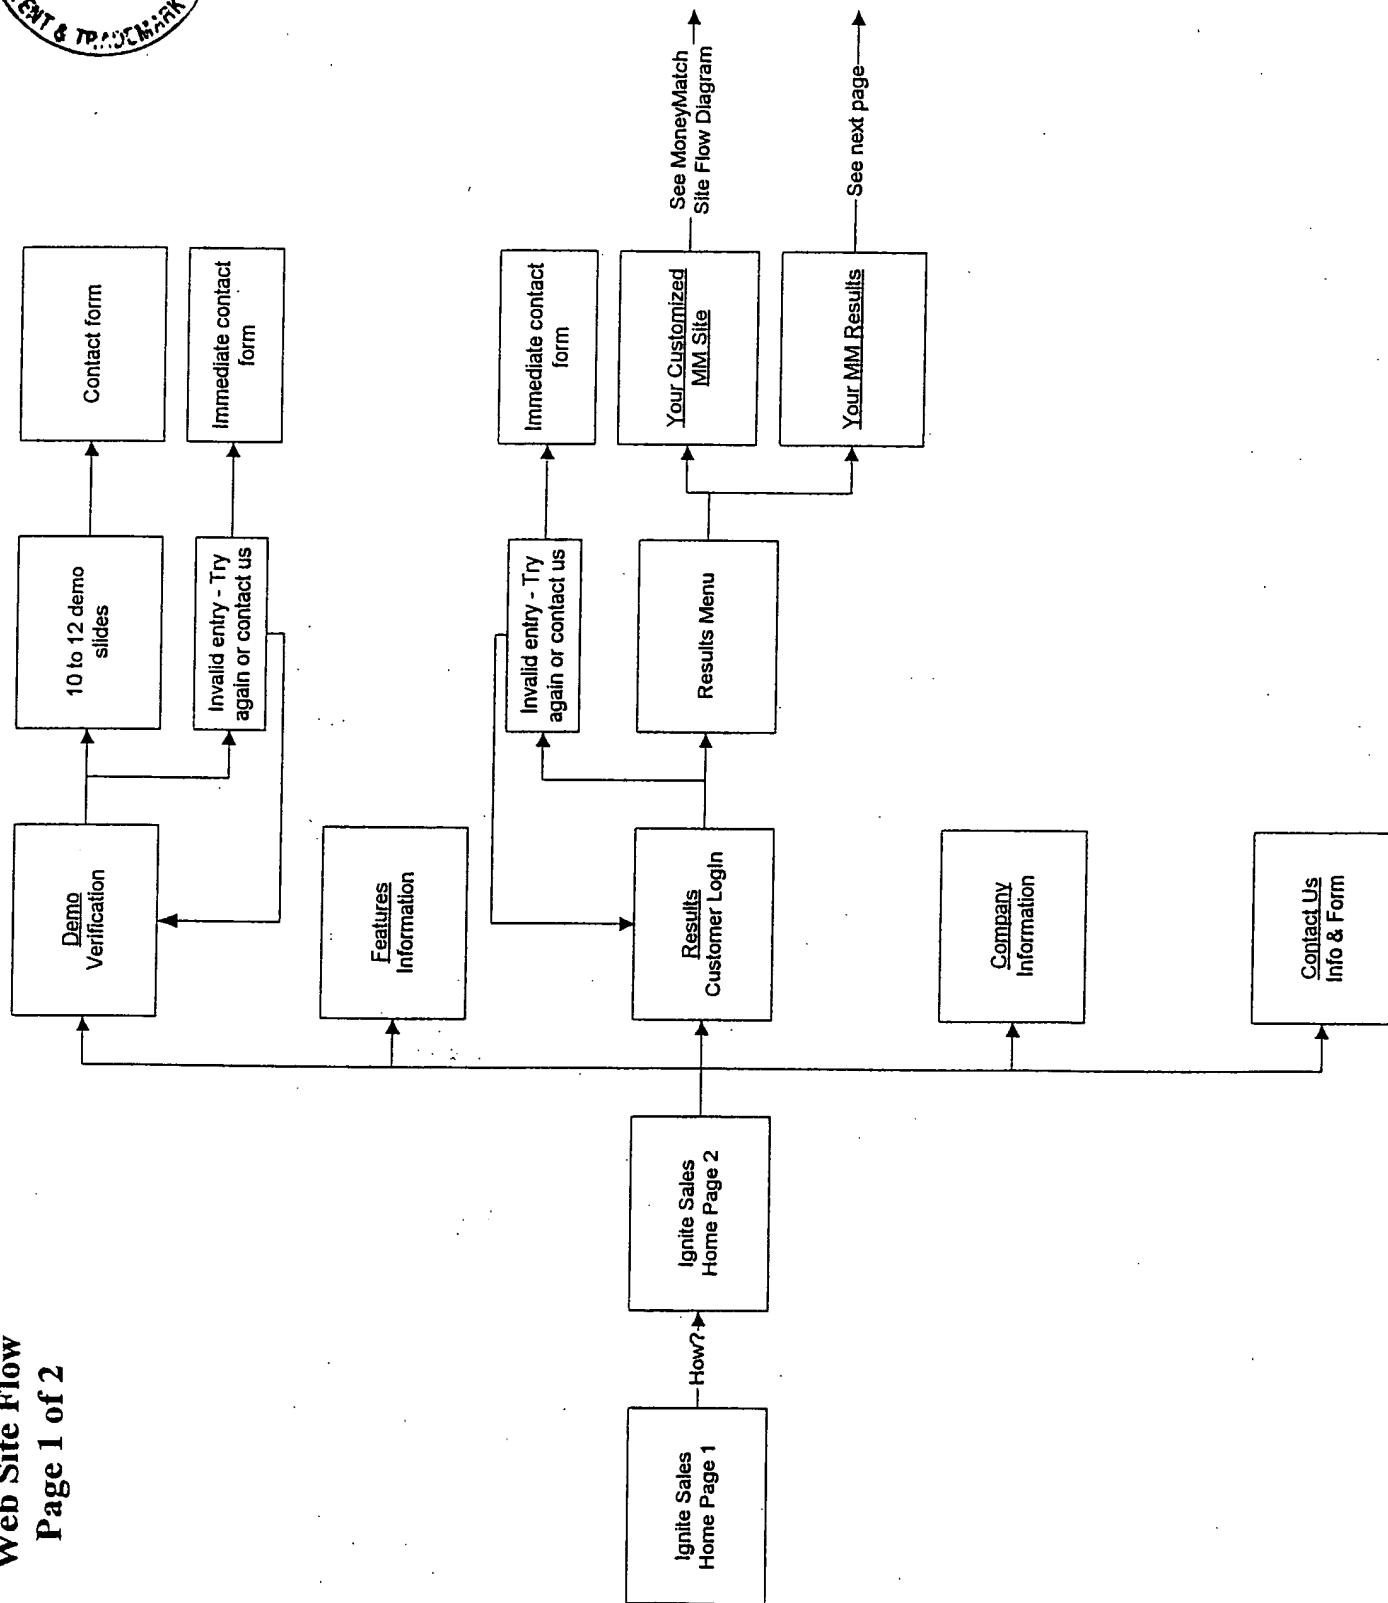 Web Site Flow
Page 1 of 2
ENT & TRADEMARK
Ignite Sales
Home Page 1
How?
Ignite Sales
Home Page 2
Demo
Verification
10 to 12 demo
slides
Contact form
Invalid entry - Try
again or contact us
Immediate contact
form
Features
Information
Results
Customer Login
Invalid entry - Try
again or contact us
Immediate contact
form
Results Menu
Your Customized
MM Site
See MoneyMatch
Site Flow Diagram
Your MM Results
See next page
Company
Information
Contact Us
Info & Form